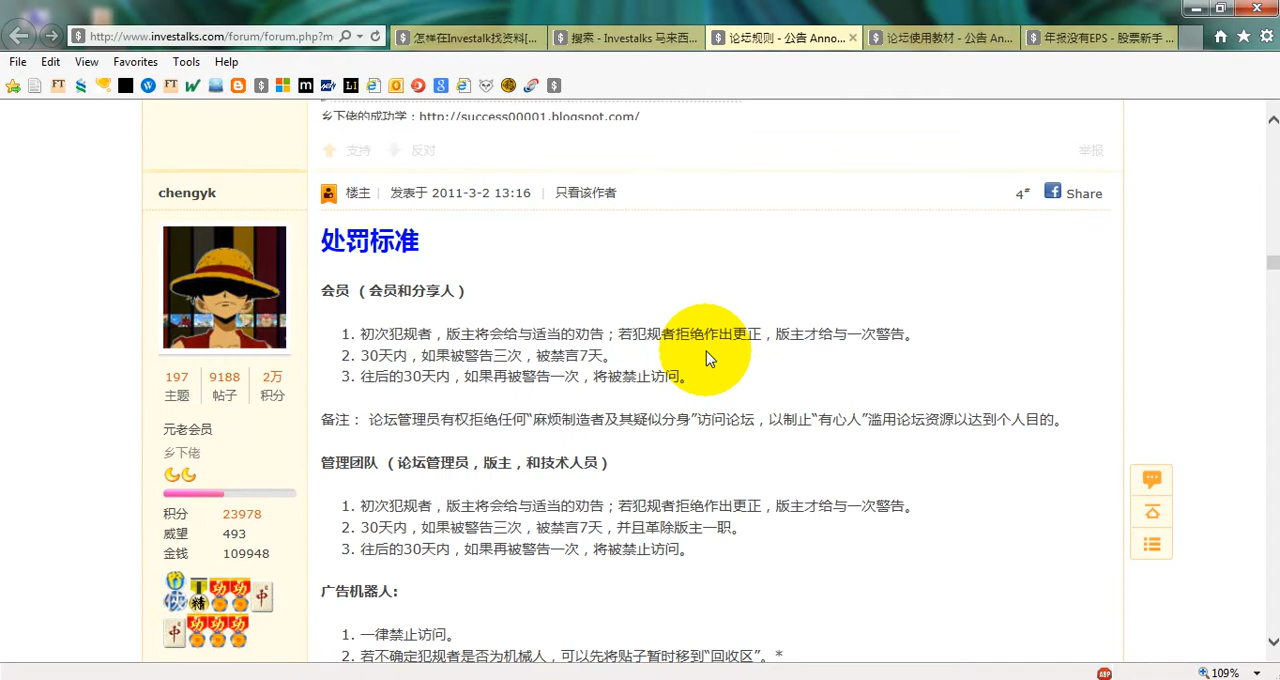 http://www.investalks.com/forum/forum.php?m
怎样在Investalk找资料[...
搜索 - Investalks 马来西...
论坛规则 - 公告 Anno...
论坛使用教材 - 公告 An...
年报没有EPS - 股票新手 ...
File Edit View Favorites Tools Help
乡下佬的成功学：http://success00001.blogspot.com/
支持 反对 举报
chengyk
楼主 | 发表于 2011-3-2 13:16 | 只看该作者
4# Share
处罚标准
会员 （会员和分享人）
1. 初次犯规者，版主将会给与适当的劝告；若犯规者拒绝作出更正，版主才给与一次警告。
2. 30天内，如果被警告三次，被禁言7天。
3. 往后的30天内，如果再被警告一次，将被禁止访问。
备注： 论坛管理员有权拒绝任何“麻烦制造者及其疑似分身”访问论坛，以制止“有心人”滥用论坛资源以达到个人目的。
管理团队 （论坛管理员，版主，和技术人员）
1. 初次犯规者，版主将会给与适当的劝告；若犯规者拒绝作出更正，版主才给与一次警告。
2. 30天内，如果被警告三次，被禁言7天，并且革除版主一职。
3. 往后的30天内，如果再被警告一次，将被禁止访问。
广告机器人:
1. 一律禁止访问。
2. 若不确定犯规者是否为机械人，可以先将贴子暂时移到“回收区”。*
197 9188 2万
主题 帖子 积分
元老会员
乡下佬
积分 23978
威望 493
金钱 109948
109%